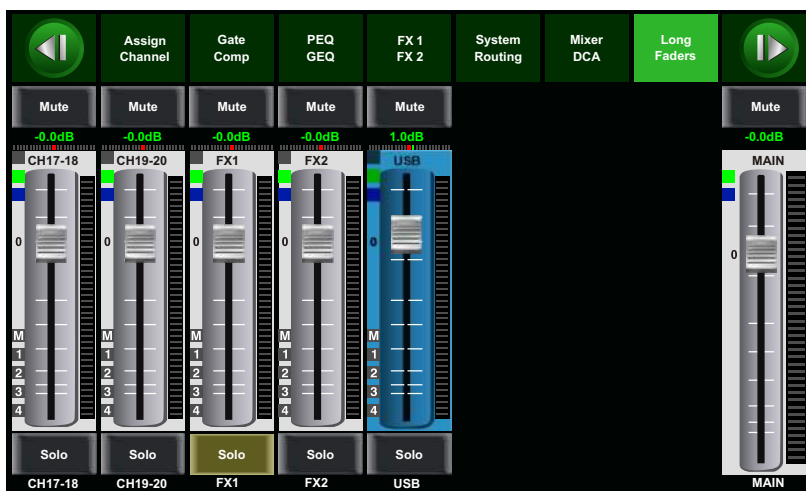 Assign Channel
Gate Comp
PEQ GEQ
FX 1 FX 2
System Routing
Mixer DCA
Long Faders
Mute Mute Mute Mute Mute Mute
-0.0dB -0.0dB -0.0dB -0.0dB 1.0dB -0.0dB
CH17-18 CH19-20 FX1 FX2 USB MAIN
0 0 0 0 0 0
M M M M M
1 1 1 1 1
2 2 2 2 2
3 3 3 3 3
4 4 4 4 4
Solo Solo Solo Solo Solo Solo
CH17-18 CH19-20 FX1 FX2 USB MAIN